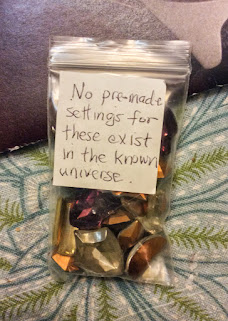 No pre-made
settings for
these exist
in the known
universe.